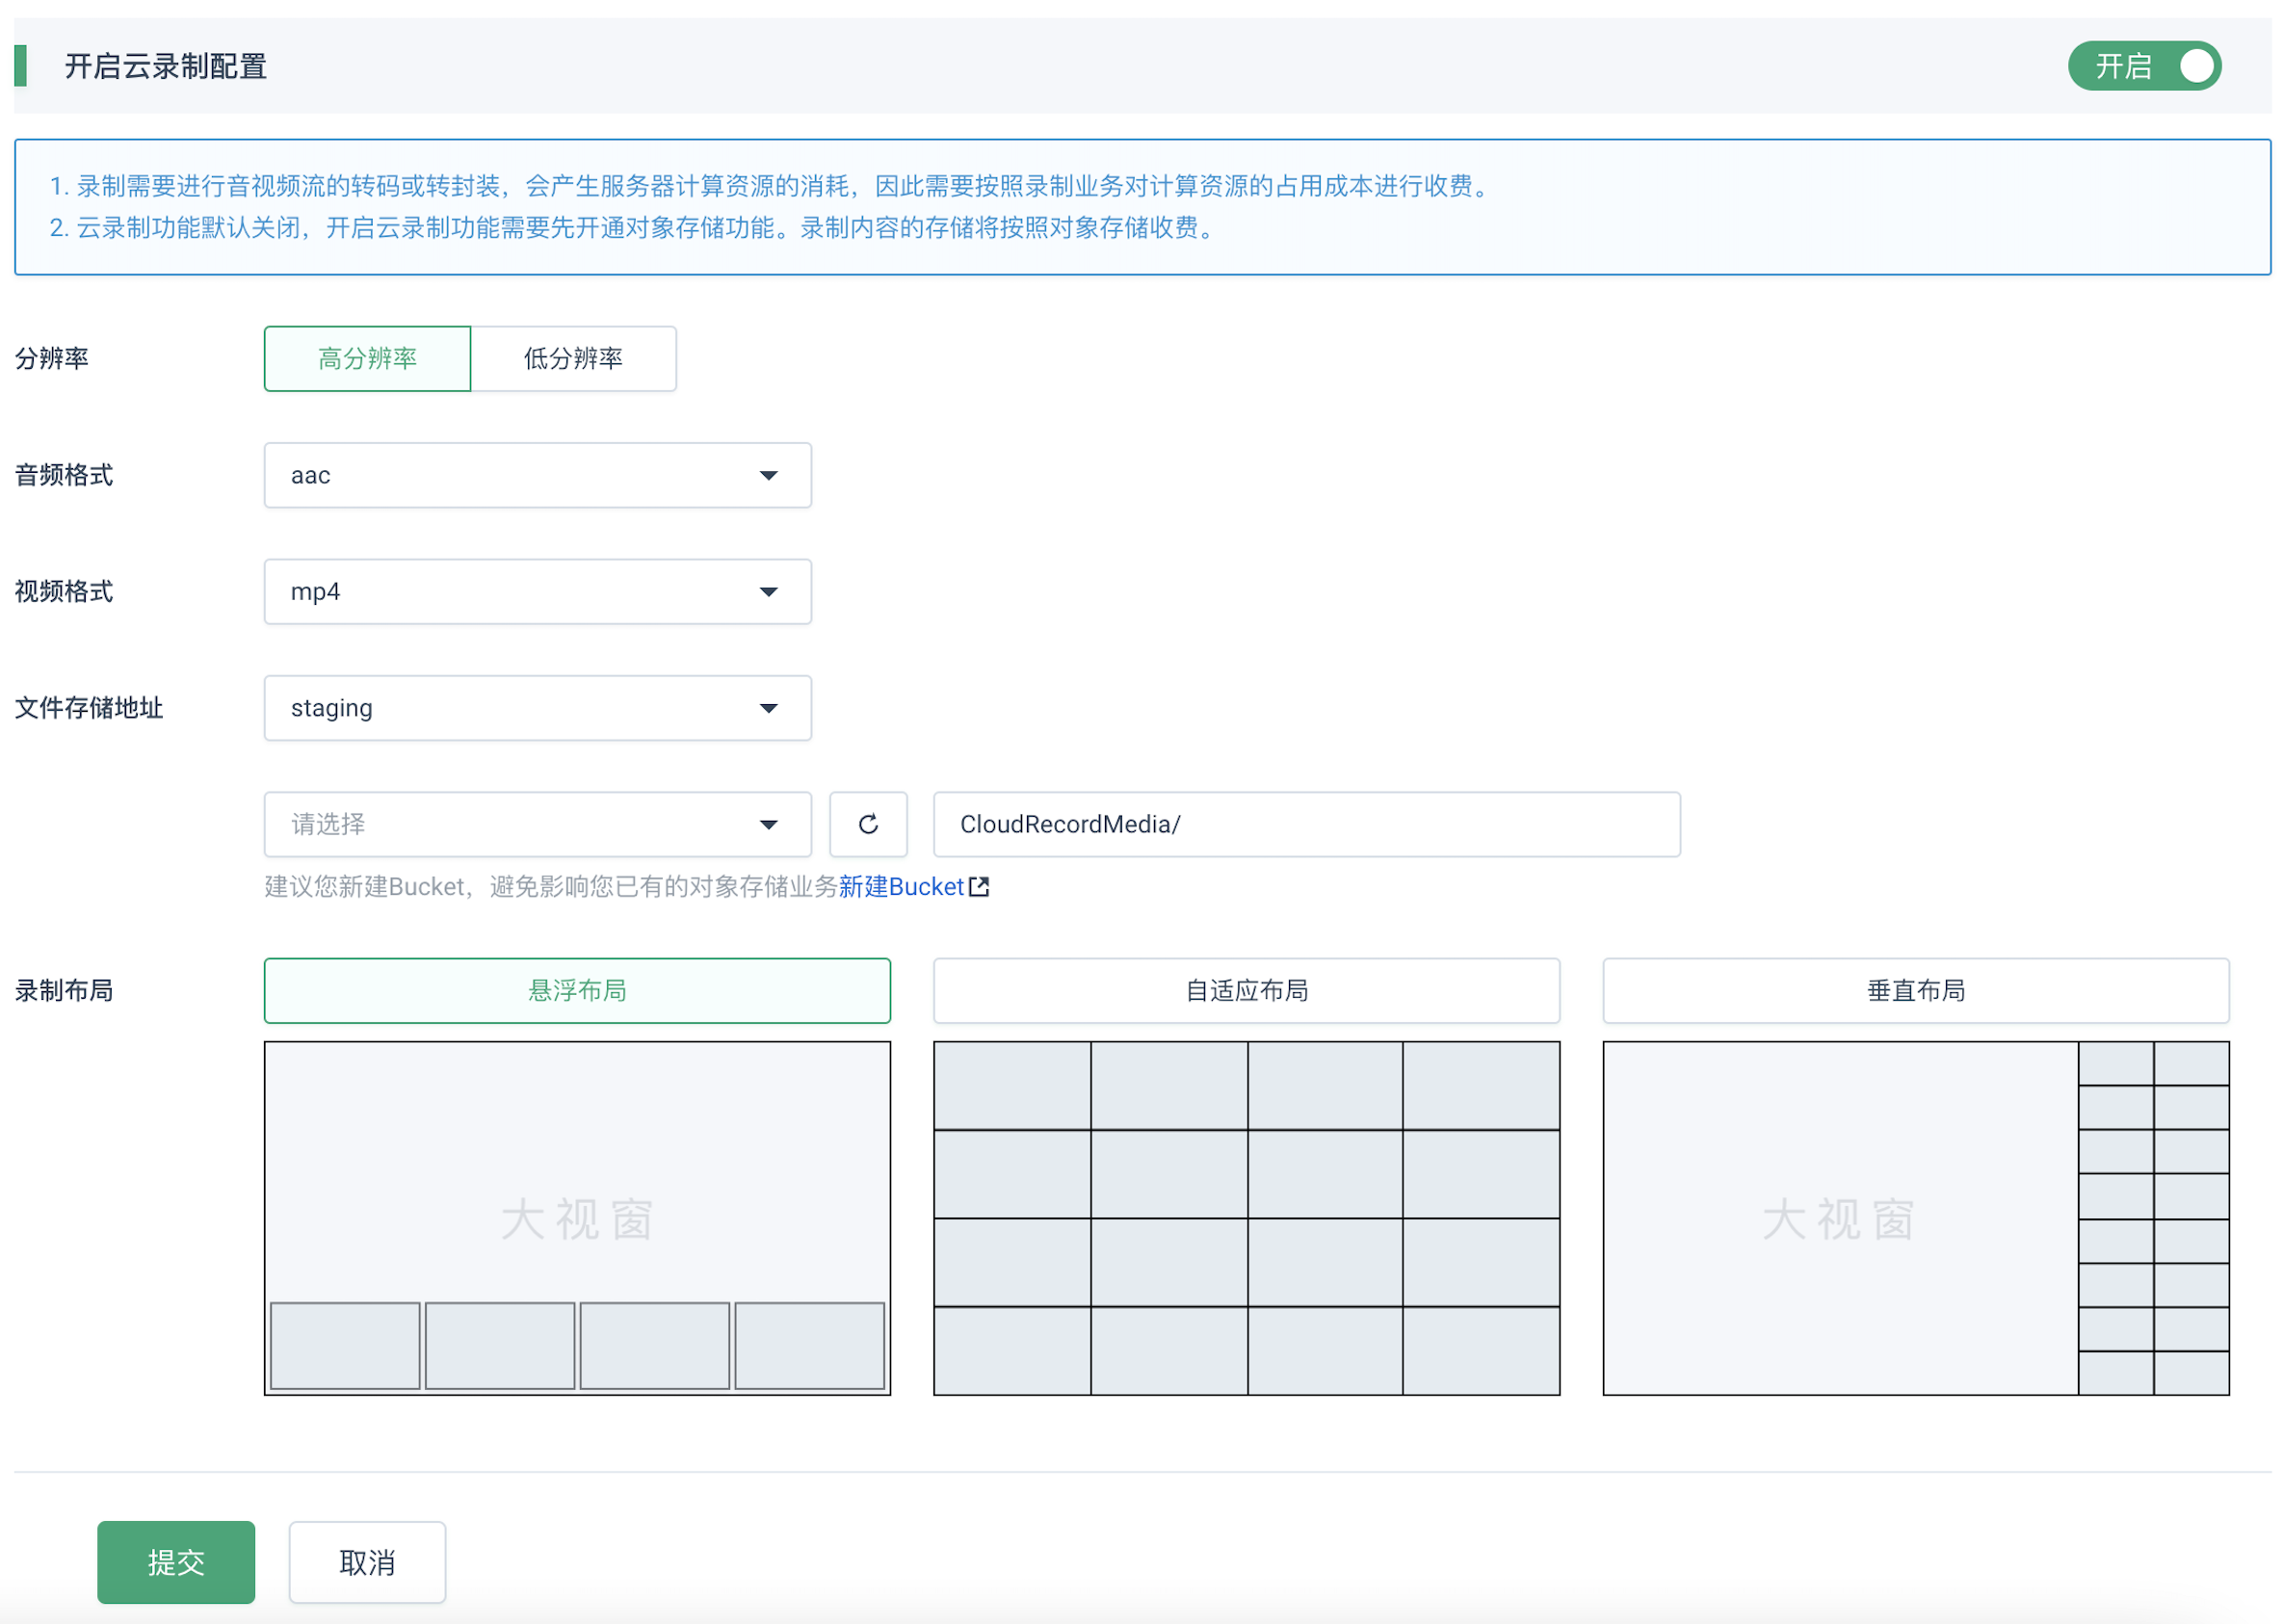 开启云录制配置
开启
1. 录制需要进行音视频流的转码或转封装，会产生服务器计算资源的消耗，因此需要按照录制业务对计算资源的占用成本进行收费。
2. 云录制功能默认关闭，开启云录制功能需要先开通对象存储功能。录制内容的存储将按照对象存储收费。
分辨率
高分辨率
低分辨率
音频格式
aac
视频格式
mp4
文件存储地址
staging
请选择
CloudRecordMedia/
建议您新建Bucket，避免影响您已有的对象存储业务新建Bucket
录制布局
悬浮布局
自适应布局
垂直布局
大视窗
大视窗
提交
取消